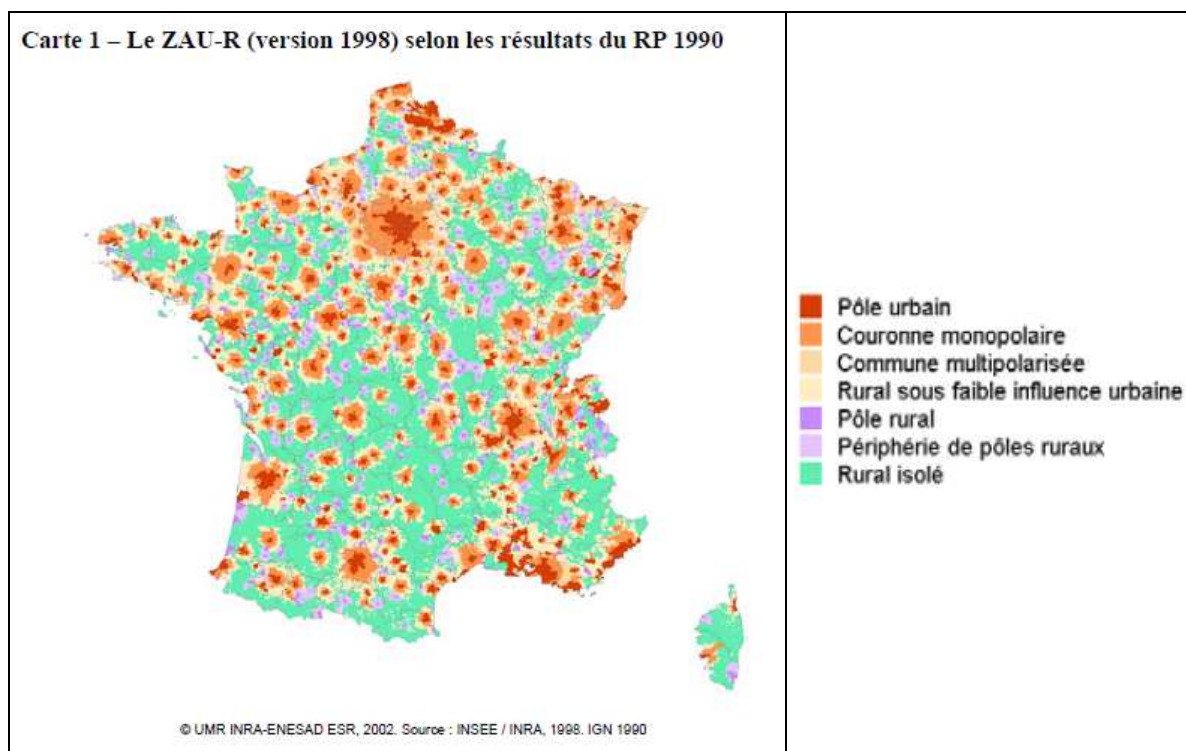 Carte 1 – Le ZAU-R (version 1998) selon les résultats du RP 1990
Pôle urbain
Couronne monopolaire
Commune multipolarisée
Rural sous faible influence urbaine
Pôle rural
Périphérie de pôles ruraux
Rural isolé
© UMR INRA-ENESAD ESR, 2002. Source : INSEE / INRA, 1998. IGN 1990